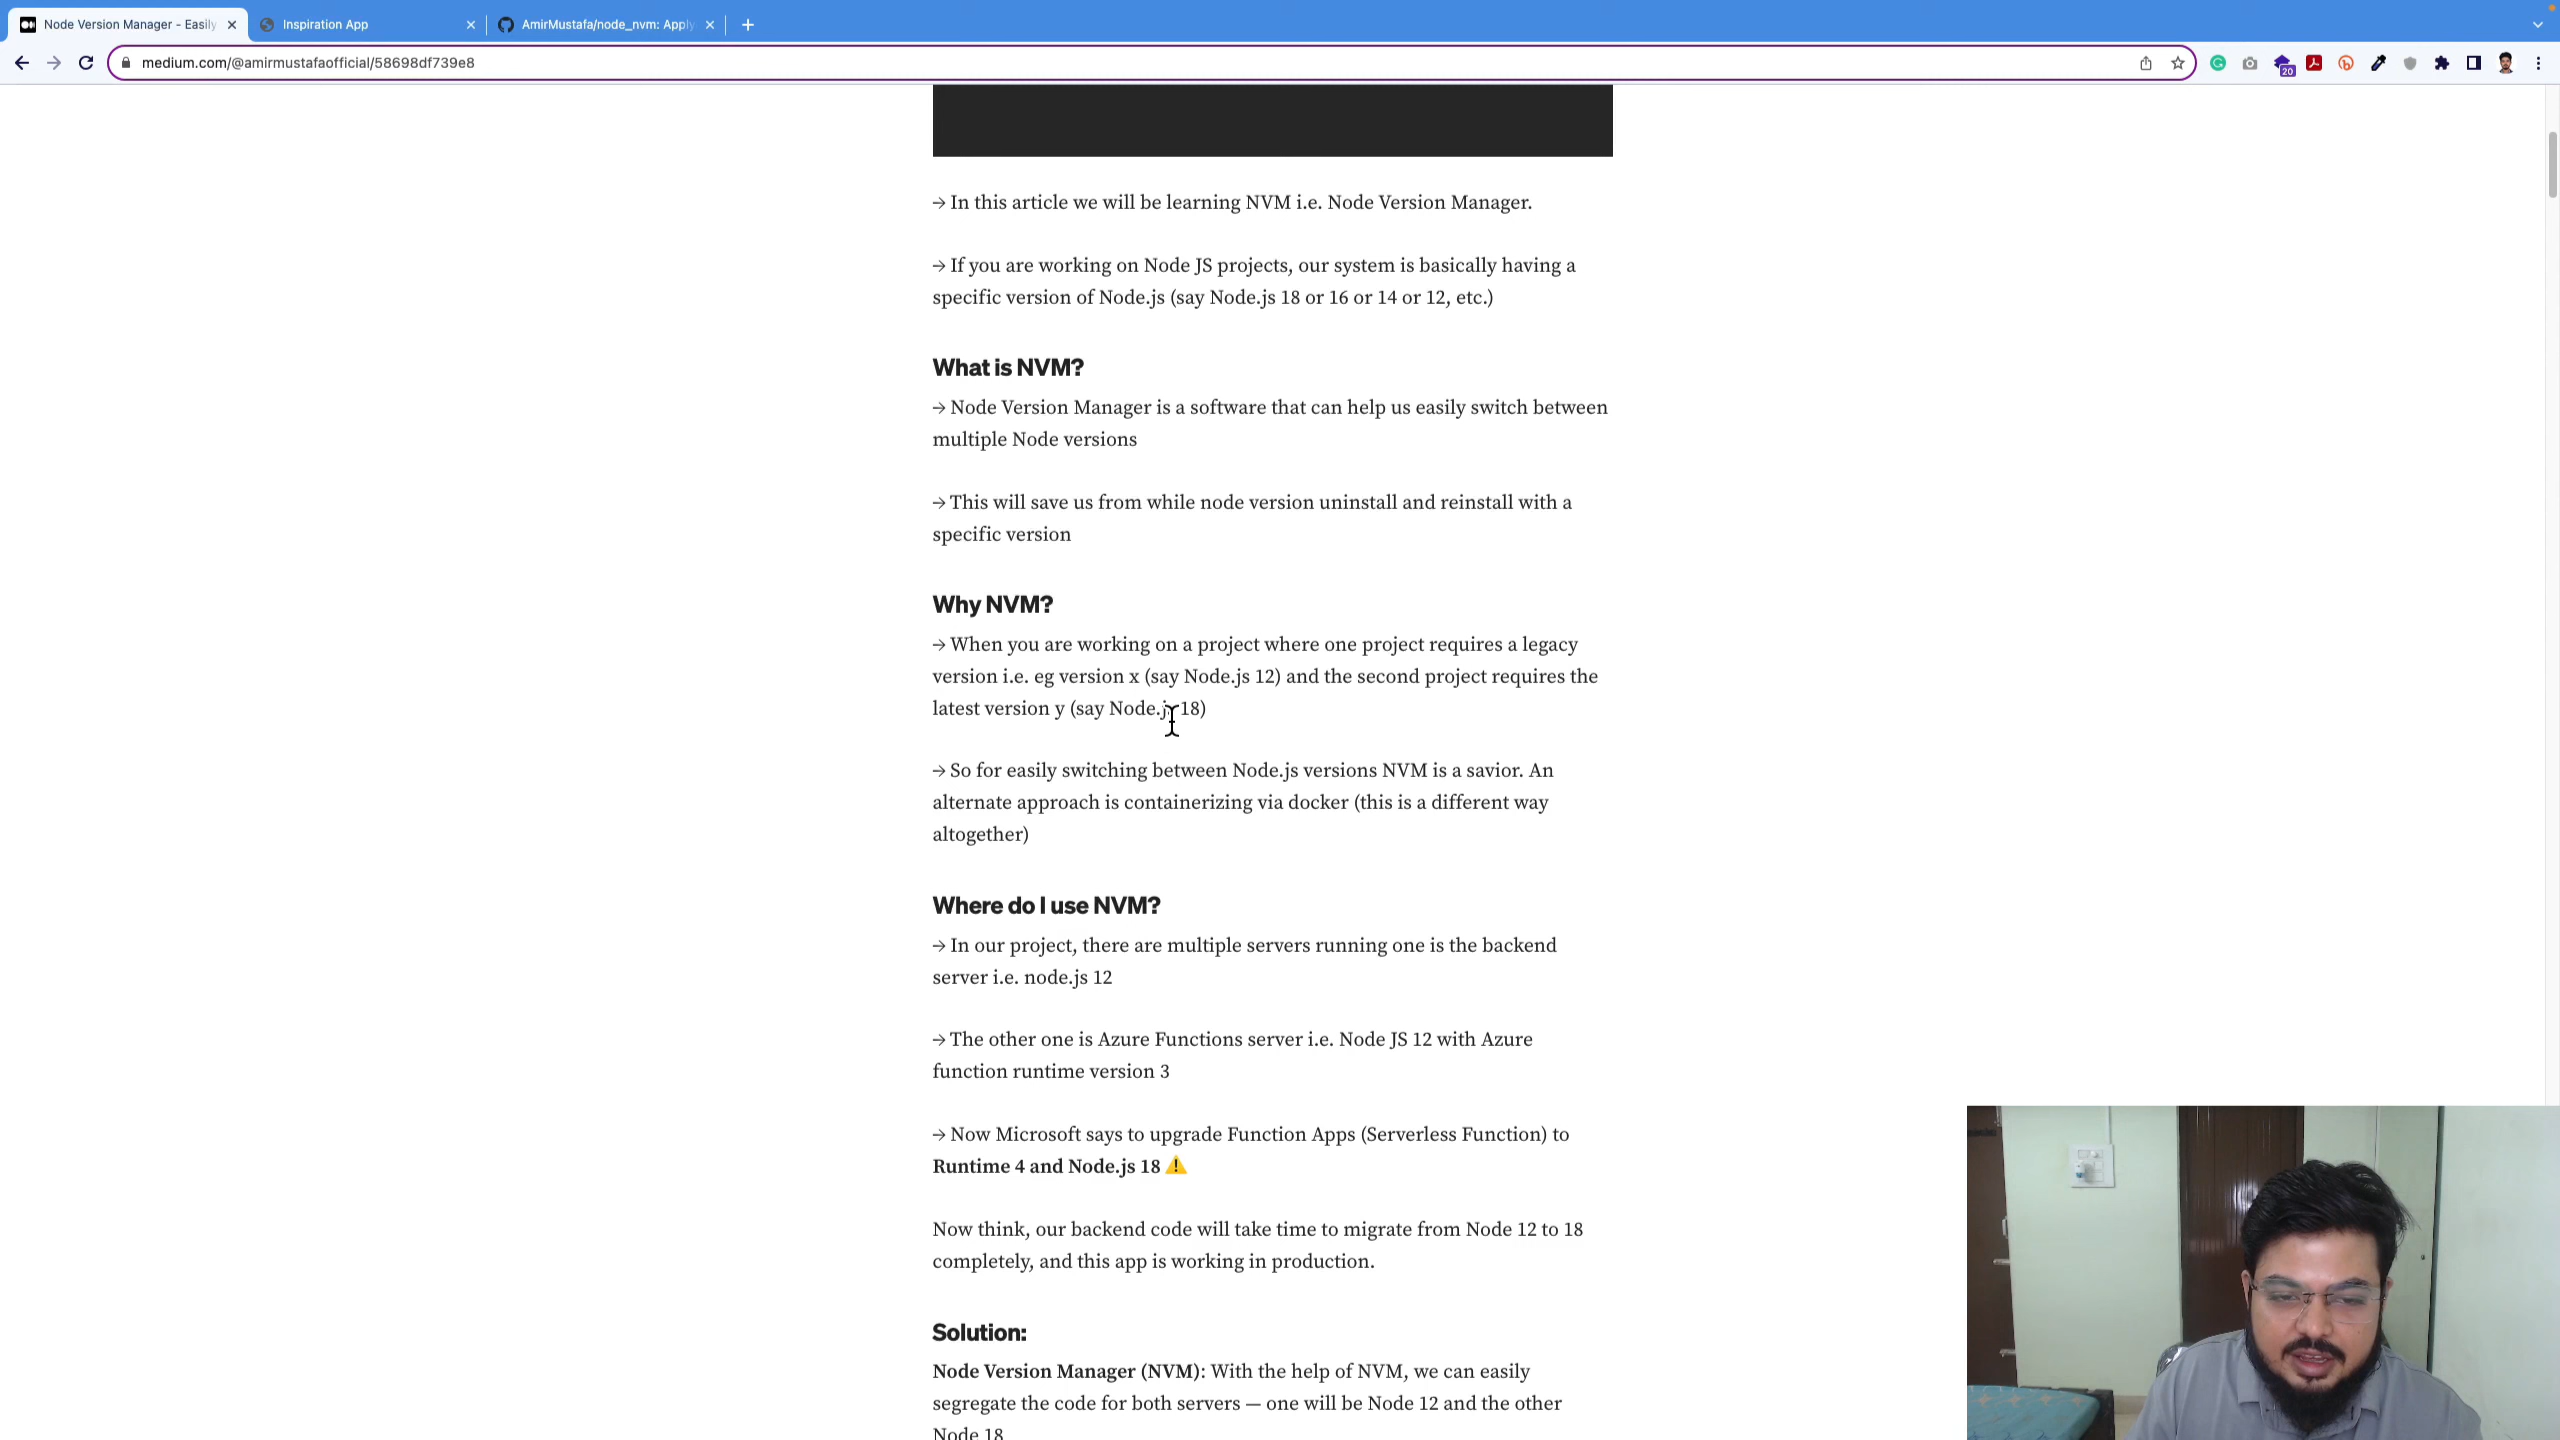 Node Version Manager - Easily
Inspiration App
AmirMustafa/node_nvm: Apply
medium.com/@amirmustafaofficial/58698df739e8
20
→ In this article we will be learning NVM i.e. Node Version Manager.
→ If you are working on Node JS projects, our system is basically having a
specific version of Node.js (say Node.js 18 or 16 or 14 or 12, etc.)
What is NVM?
→ Node Version Manager is a software that can help us easily switch between
multiple Node versions
→ This will save us from while node version uninstall and reinstall with a
specific version
Why NVM?
→ When you are working on a project where one project requires a legacy
version i.e. eg version x (say Node.js 12) and the second project requires the
latest version y (say Node.js 18)
→ So for easily switching between Node.js versions NVM is a savior. An
alternate approach is containerizing via docker (this is a different way
altogether)
Where do I use NVM?
→ In our project, there are multiple servers running one is the backend
server i.e. node.js 12
→ The other one is Azure Functions server i.e. Node JS 12 with Azure
function runtime version 3
→ Now Microsoft says to upgrade Function Apps (Serverless Function) to
Runtime 4 and Node.js 18 ⚠️
Now think, our backend code will take time to migrate from Node 12 to 18
completely, and this app is working in production.
Solution:
Node Version Manager (NVM): With the help of NVM, we can easily
segregate the code for both servers — one will be Node 12 and the other
Node 18